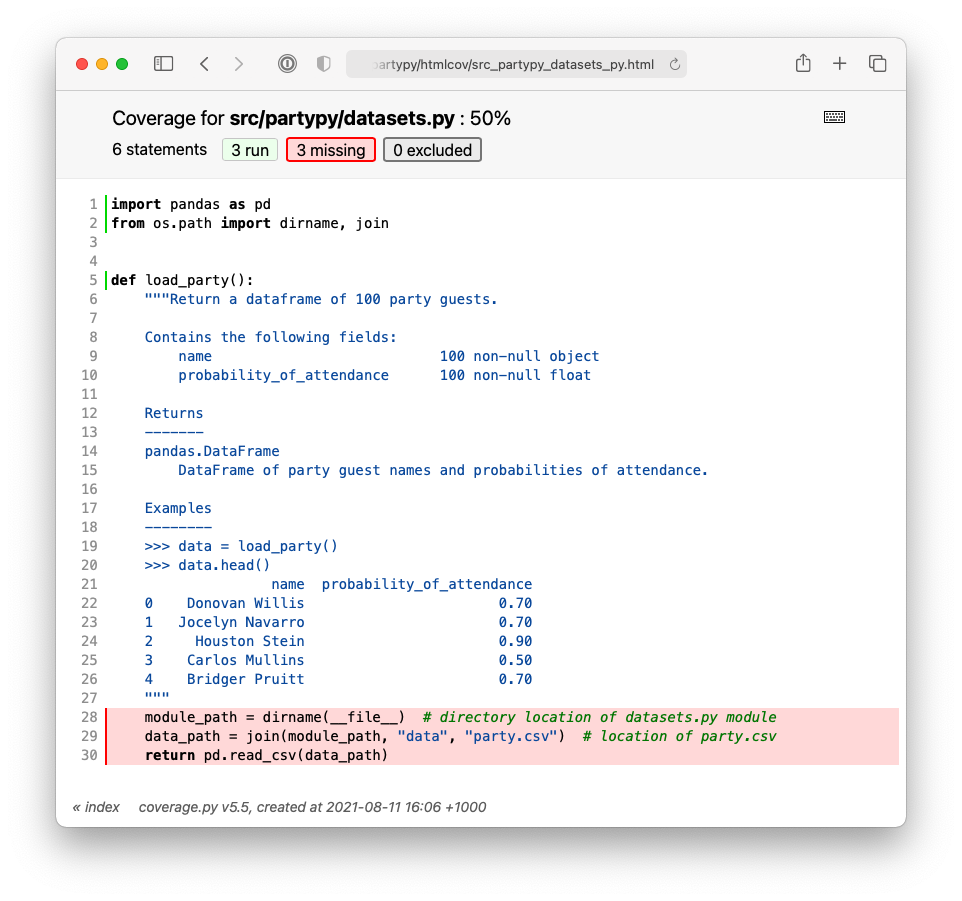 artypy/htmlcov/src_partypy_datasets_py.html
Coverage for src/partypy/datasets.py : 50%
6 statements 3 run 3 missing 0 excluded
1 import pandas as pd
2 from os.path import dirname, join
3
4
5 def load_party():
6     """Return a dataframe of 100 party guests.
7
8     Contains the following fields:
9         name                           100 non-null object
10         probability_of_attendance      100 non-null float
11
12     Returns
13     -------
14     pandas.DataFrame
15         DataFrame of party guest names and probabilities of attendance.
16
17     Examples
18     --------
19     >>> data = load_party()
20     >>> data.head()
21                    name  probability_of_attendance
22     0    Donovan Willis                       0.70
23     1   Jocelyn Navarro                       0.70
24     2     Houston Stein                       0.90
25     3    Carlos Mullins                       0.50
26     4    Bridger Pruitt                       0.70
27     """
28     module_path = dirname(__file__)  # directory location of datasets.py module
29     data_path = join(module_path, "data", "party.csv")  # location of party.csv
30     return pd.read_csv(data_path)
« index coverage.py v5.5, created at 2021-08-11 16:06 +1000